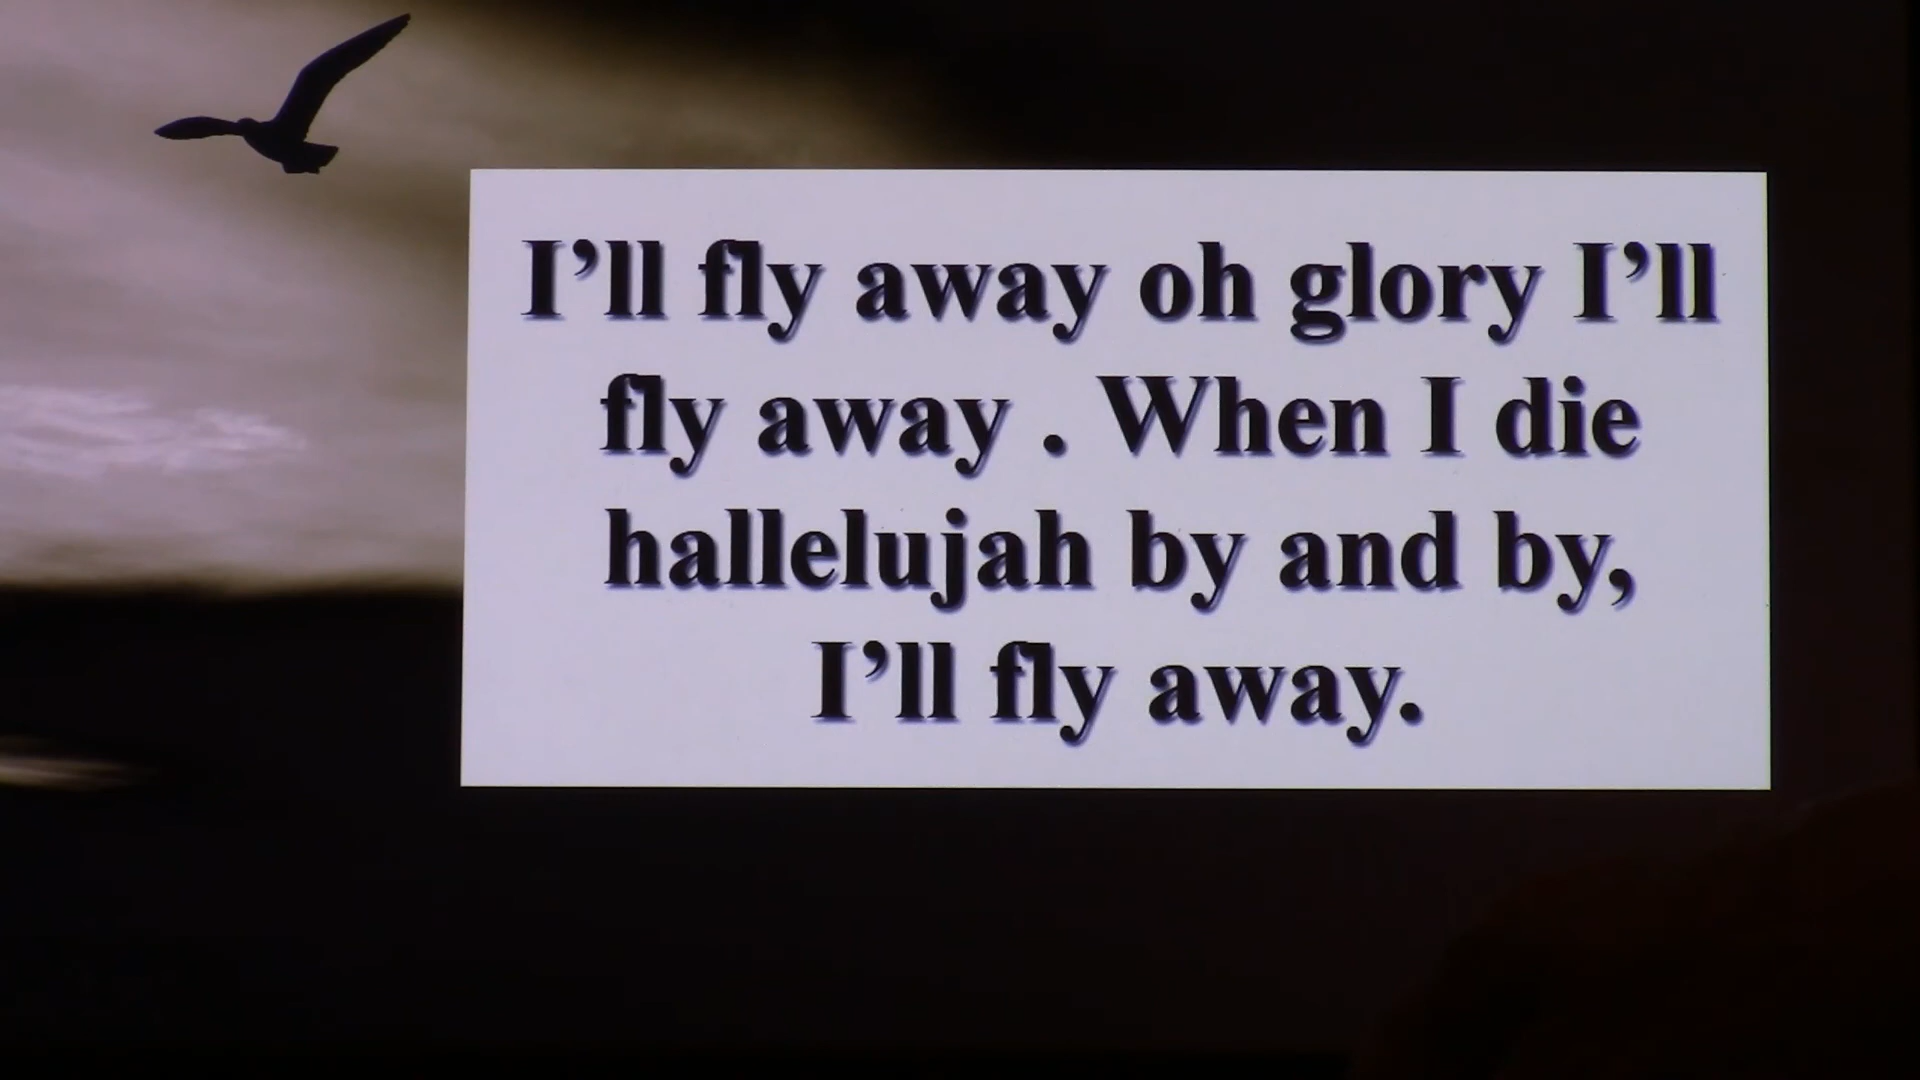 I’ll fly away oh glory I’ll
fly away . When I die
hallelujah by and by,
I’ll fly away.